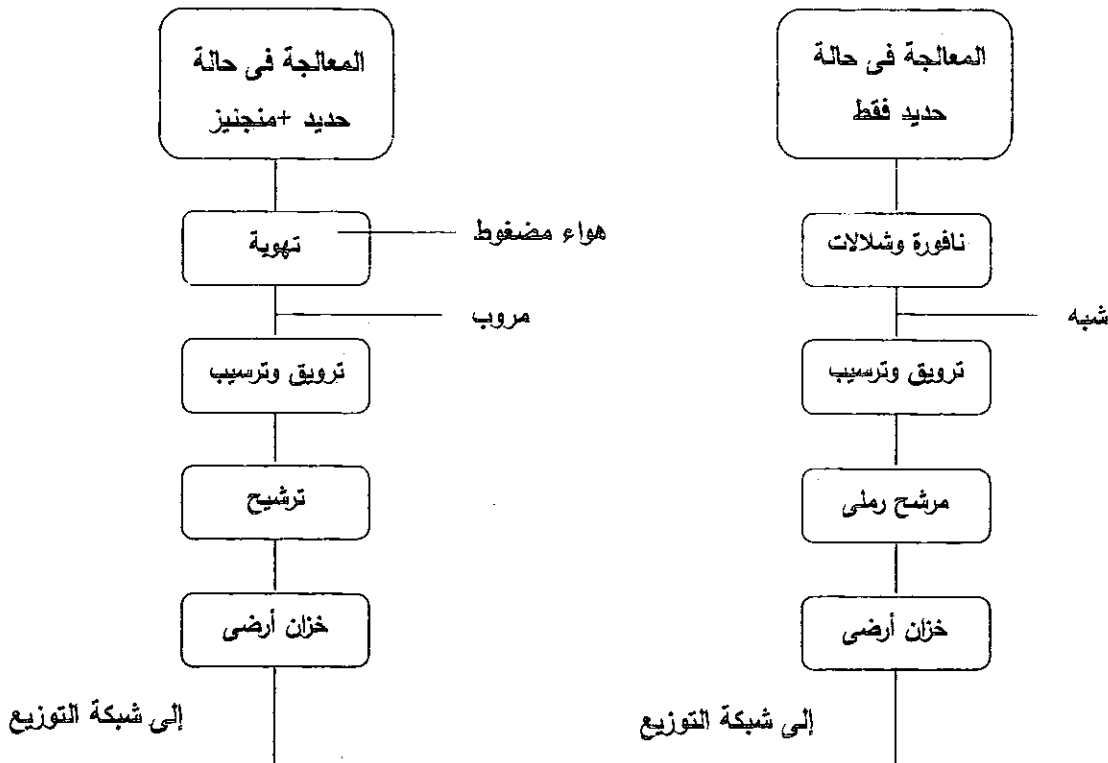 المعالجة فى حالة
حديد فقط
نافورة وشلالات
شبه
ترويق وترسيب
مرشح رملى
خزان أرضى
إلى شبكة التوزيع
المعالجة فى حالة
حديد +منجنيز
تهوية
هواء مضغوط
مروب
ترويق وترسيب
ترشيح
خزان أرضى
إلى شبكة التوزيع